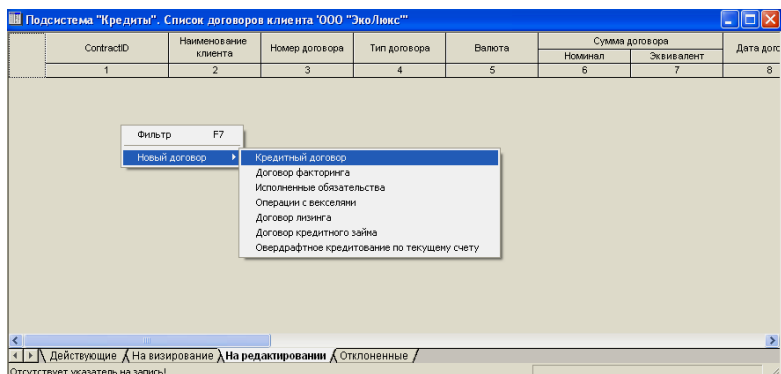 Подсистема "Кредиты". Список договоров клиента 'ООО "ЭкоЛюкс"'
ContractID Наименование клиента Номер договора Тип договора Валюта Сумма договора Дата дого
Номинал Эквивалент
1 2 3 4 5 6 7 8
Фильтр F7
Новый договор Кредитный договор
Договор факторинга
Исполненные обязательства
Операции с векселями
Договор лизинга
Договор кредитного займа
Овердрафтное кредитование по текущему счету
Действующие На визирование На редактировании Отклоненные
Отсутствует указатель на запись!